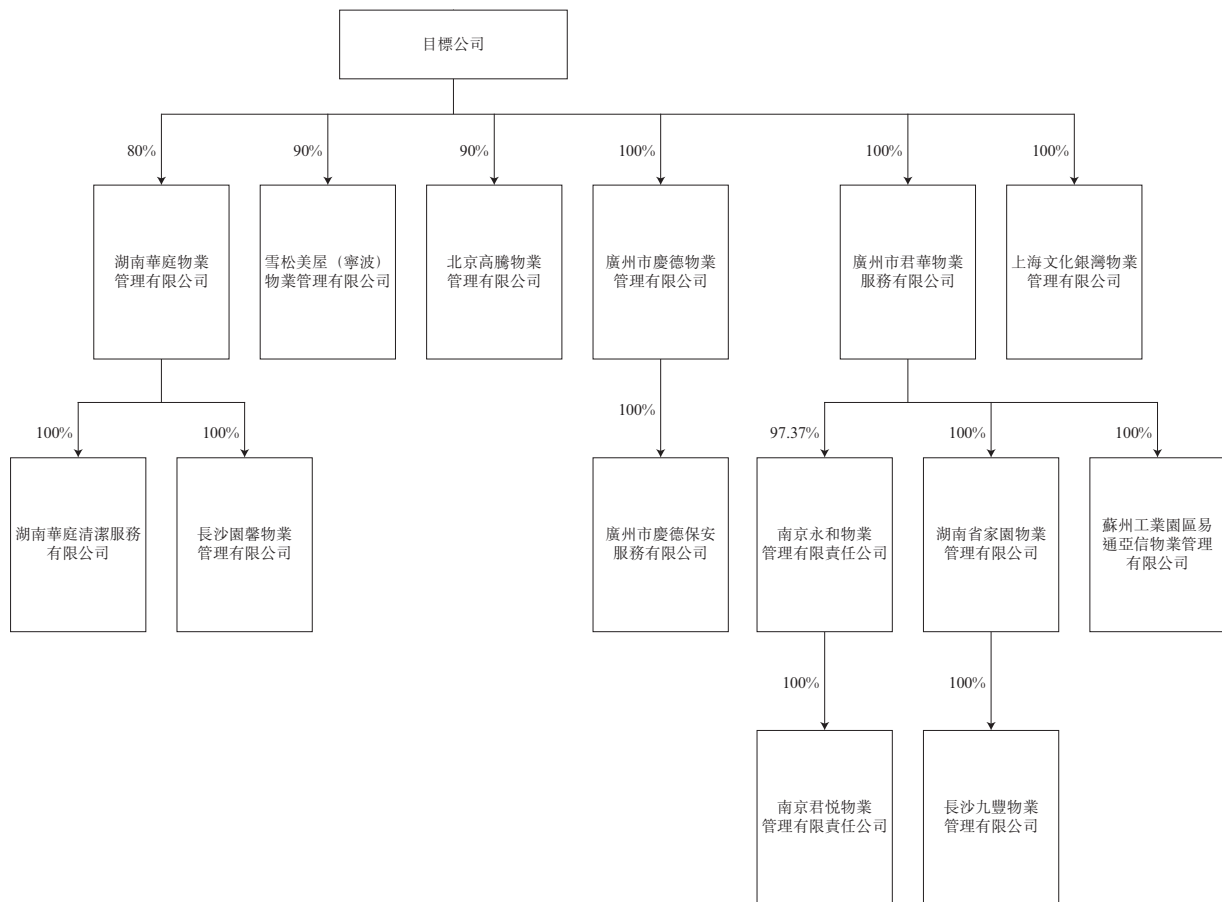 目標公司
80%
90%
90%
100%
100%
100%
湖南華庭物業
管理有限公司
雪松美屋（寧波）
物業管理有限公司
北京高騰物業
管理有限公司
廣州市慶德物業
管理有限公司
廣州市君華物業
服務有限公司
上海文化銀灣物業
管理有限公司
100%
100%
100%
97.37%
100%
100%
湖南華庭清潔服務
有限公司
長沙園馨物業
管理有限公司
廣州市慶德保安
服務有限公司
南京永和物業
管理有限責任公司
湖南省家園物業
管理有限公司
蘇州工業園區易
通亞信物業管理
有限公司
100%
100%
南京君悦物業
管理有限責任公司
長沙九豐物業
管理有限公司